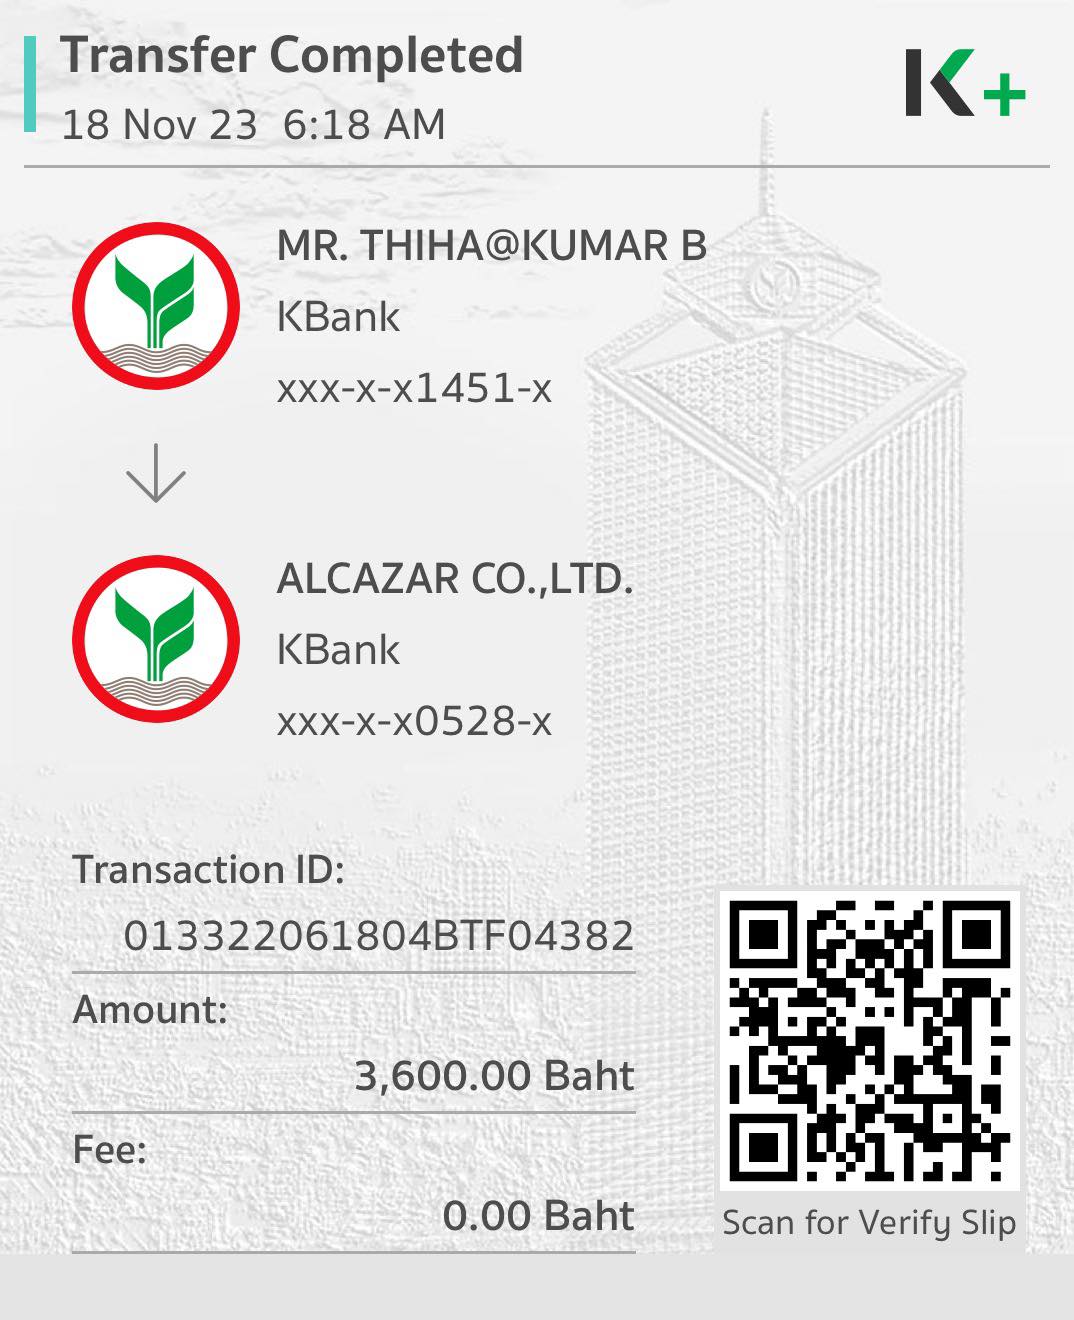 Transfer Completed
18 Nov 23 6:18 AM
K+
MR. THIHA@KUMAR B
KBank
xxx-x-x1451-x
ALCAZAR CO.,LTD.
KBank
xxx-x-x0528-x
Transaction ID:
013322061804BTF04382
Amount:
3,600.00 Baht
Fee:
0.00 Baht
Scan for Verify Slip